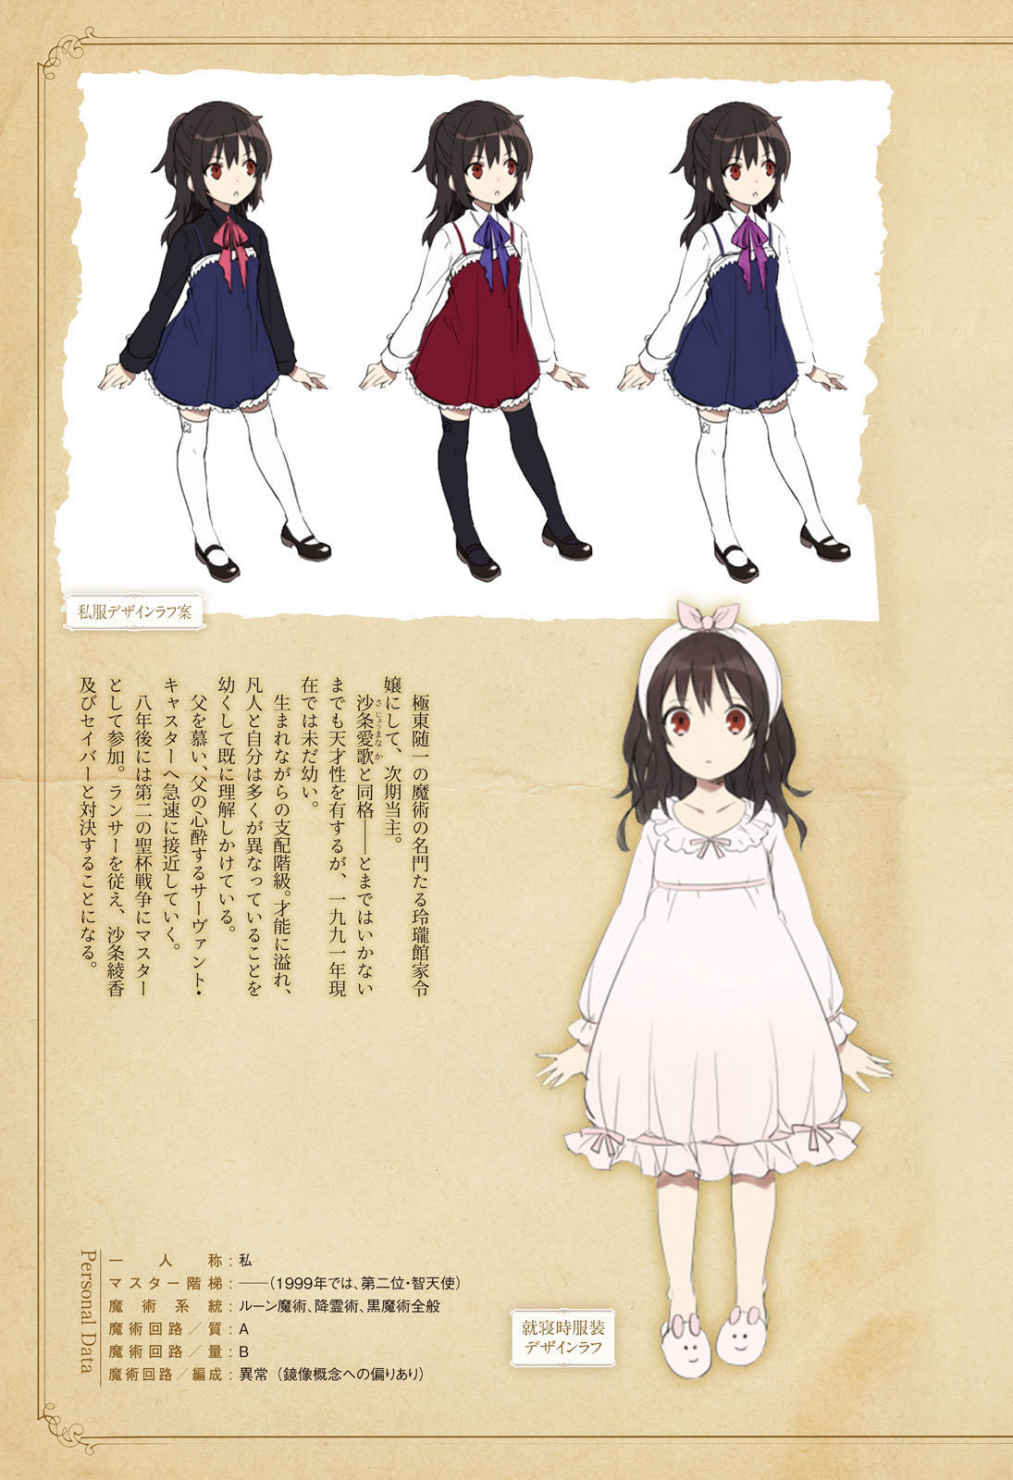 私服デザインラフ案
極東随一の魔術の名門たる玲瓏館家令
嬢にして、次期当主。
沙条愛歌と同格――とまではいかない
さじょうまなか
までも天才性を有するが、一九九一年現
在では未だ幼い。
生まれながらの支配階級。才能に溢れ、
凡人と自分は多くが異なっていることを
幼くして既に理解しかけている。
父を慕い、父の心酔するサーヴァント・
キャスターへ急速に接近していく。
八年後には第二の聖杯戦争にマスター
として参加。ランサーを従え、沙条綾香
及びセイバーと対決することになる。
就寝時服装
デザインラフ
Personal Data
一人称：私
マスター階梯：――（1999年では、第二位・智天使）
魔術系統：ルーン魔術、降霊術、黒魔術全般
魔術回路／質：A
魔術回路／量：B
魔術回路／編成：異常（鏡像概念への偏りあり）